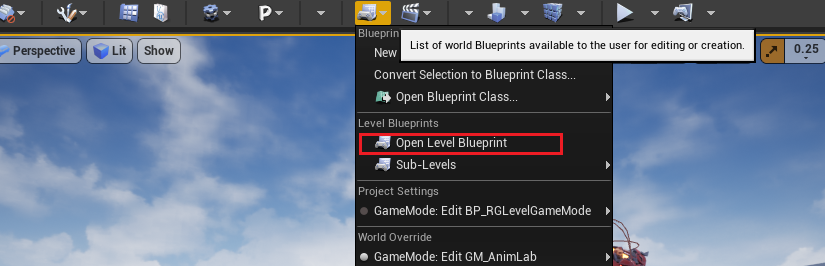 Perspective
Lit
Show
0.25
Blueprin
List of world Blueprints available to the user for editing or creation.
New
Convert Selection to Blueprint Class...
Open Blueprint Class...
Level Blueprints
Open Level Blueprint
Sub-Levels
Project Settings
GameMode: Edit BP_RGLevelGameMode
World Override
GameMode: Edit GM_AnimLab